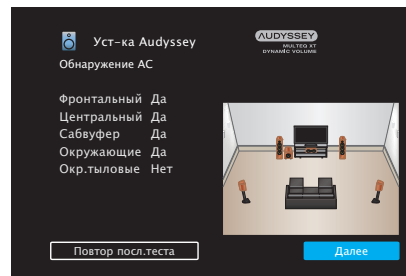 Уст-ка Audyssey
AUDYSSEY
MULTEQ XT
DYNAMIC VOLUME
Обнаружение АС
Фронтальный Да
Центральный Да
Сабвуфер Да
Окружающие Да
Окр.тыловые Нет
Повтор посл.теста
Далее